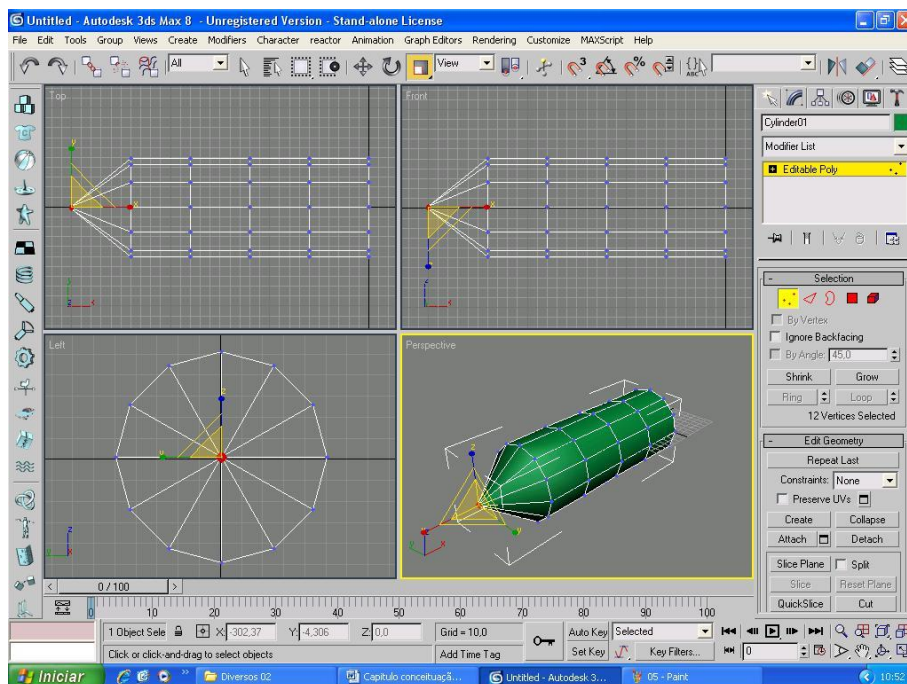 Untitled - Autodesk 3ds Max 8 - Unregistered Version - Stand-alone License
File Edit Tools Group Views Create Modifiers Character reactor Animation Graph Editors Rendering Customize MAXScript Help
All View 3 % ABC
Top Front
Cylinder01
Modifier List
Editable Poly
y x
x
z x z x
Selection
By Vertex
Ignore Backfacing
By Angle: 45,0
Shrink Grow
Ring Loop
12 Vertices Selected
Left Perspective
z y
z y x
z y x
Edit Geometry
Repeat Last
Constraints: None
Preserve UVs
Create Collapse
Attach Detach
Slice Plane Split
Slice Reset Plane
QuickSlice Cut
< 0 / 100 >
0 10 20 30 40 50 60 70 80 90 100
1 Object Sele X: -302,37 Y: -4,306 Z: 0,0 Grid = 10,0 Auto Key Selected
Click or click-and-drag to select objects Add Time Tag Set Key Key Filters... 0
Iniciar » Diversos 02 Capitulo conceituaçã... Untitled - Autodesk 3... 05 - Paint 10:52